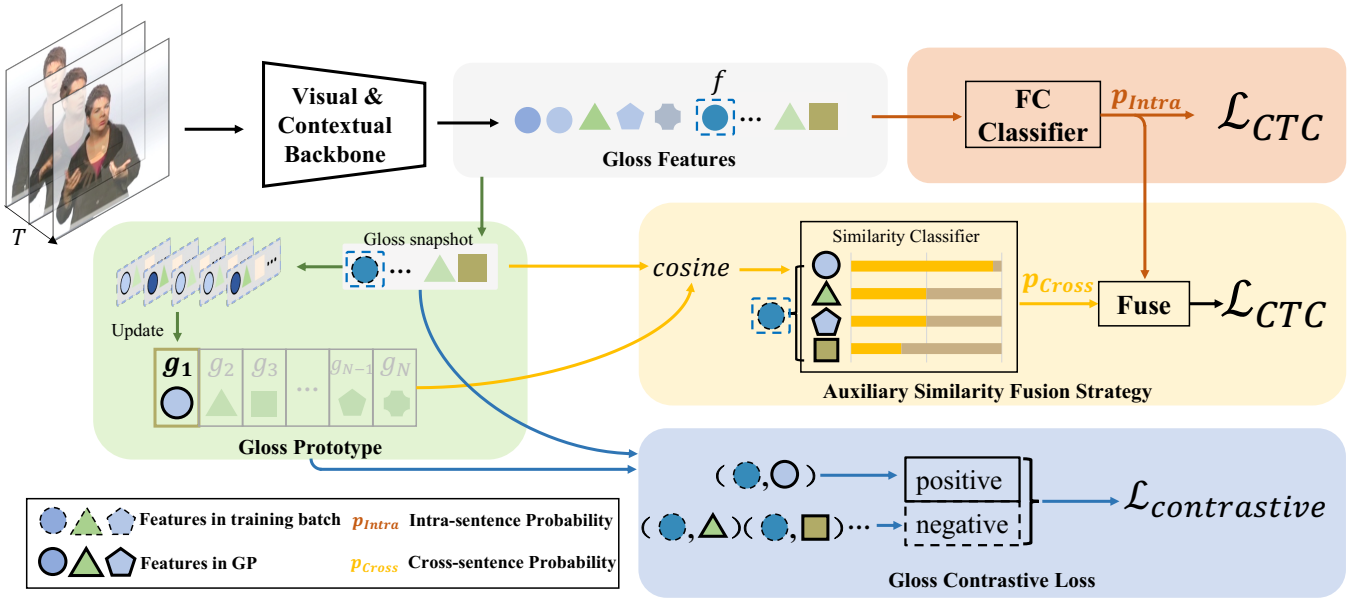 T
Visual &
Contextual
Backbone
f
...
Gloss Features
FC
Classifier
p_Intra
ℒ_CTC
Gloss snapshot
...
...
Update
g_1 g_2 g_3 ... g_{N−1} g_N
Gloss Prototype
cosine
Similarity Classifier
p_Cross
Fuse
ℒ_CTC
Auxiliary Similarity Fusion Strategy
( , )
positive
( , )( , )...
negative
ℒ_contrastive
Gloss Contrastive Loss
Features in training batch
p_Intra Intra-sentence Probability
Features in GP
p_Cross Cross-sentence Probability